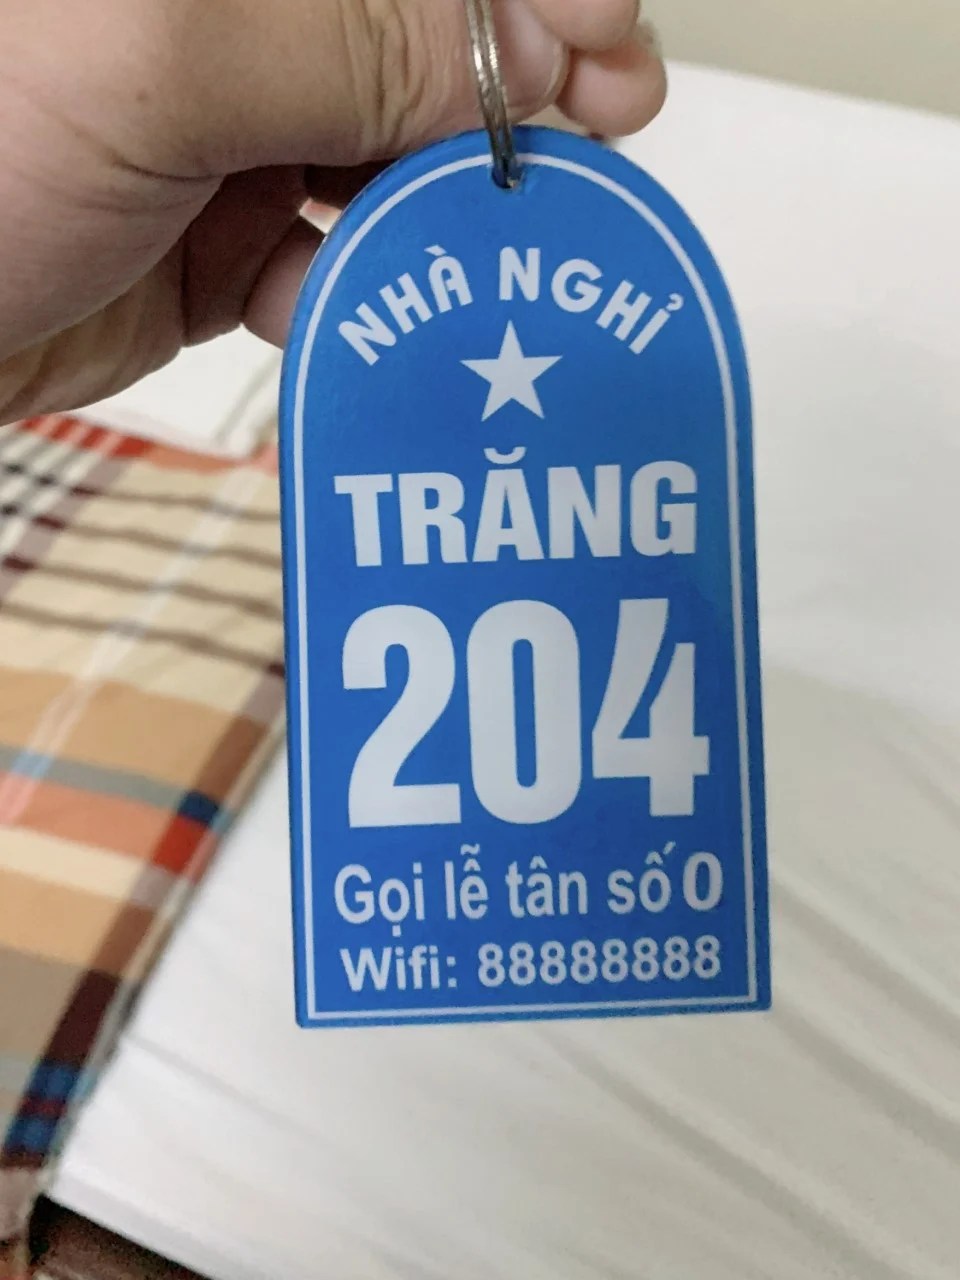 NHÀ NGHỈ
TRĂNG
204
Gọi lễ tân số 0
Wifi: 88888888